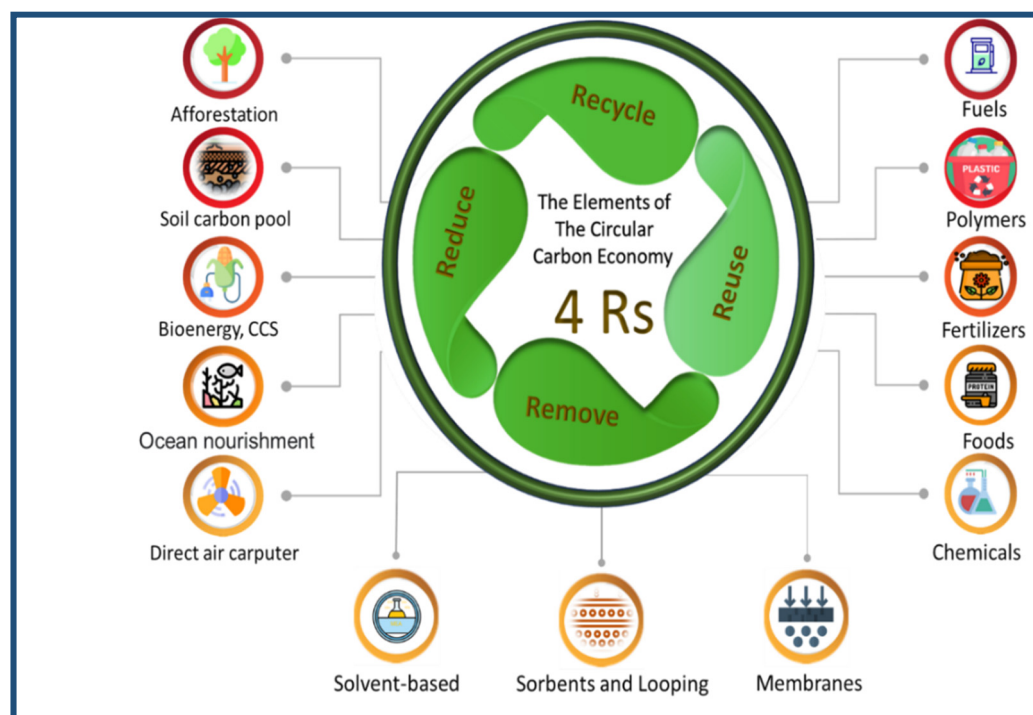 Afforestation
Soil carbon pool
Bioenergy, CCS
Ocean nourishment
Direct air carputer
Recycle
Reduce
Reuse
Remove
The Elements of
The Circular
Carbon Economy
4 Rs
Fuels
PLASTIC
Polymers
Fertilizers
PROTEIN
Foods
Chemicals
Solvent-based
Sorbents and Looping
Membranes